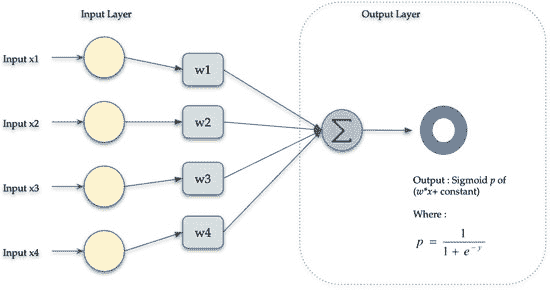 Input Layer
Output Layer
Input x1
w1
Input x2
w2
Σ
Input x3
w3
Input x4
w4
Output : Sigmoid p of
(w*x+ constant)
Where :
p = 1 / (1 + e^-y)